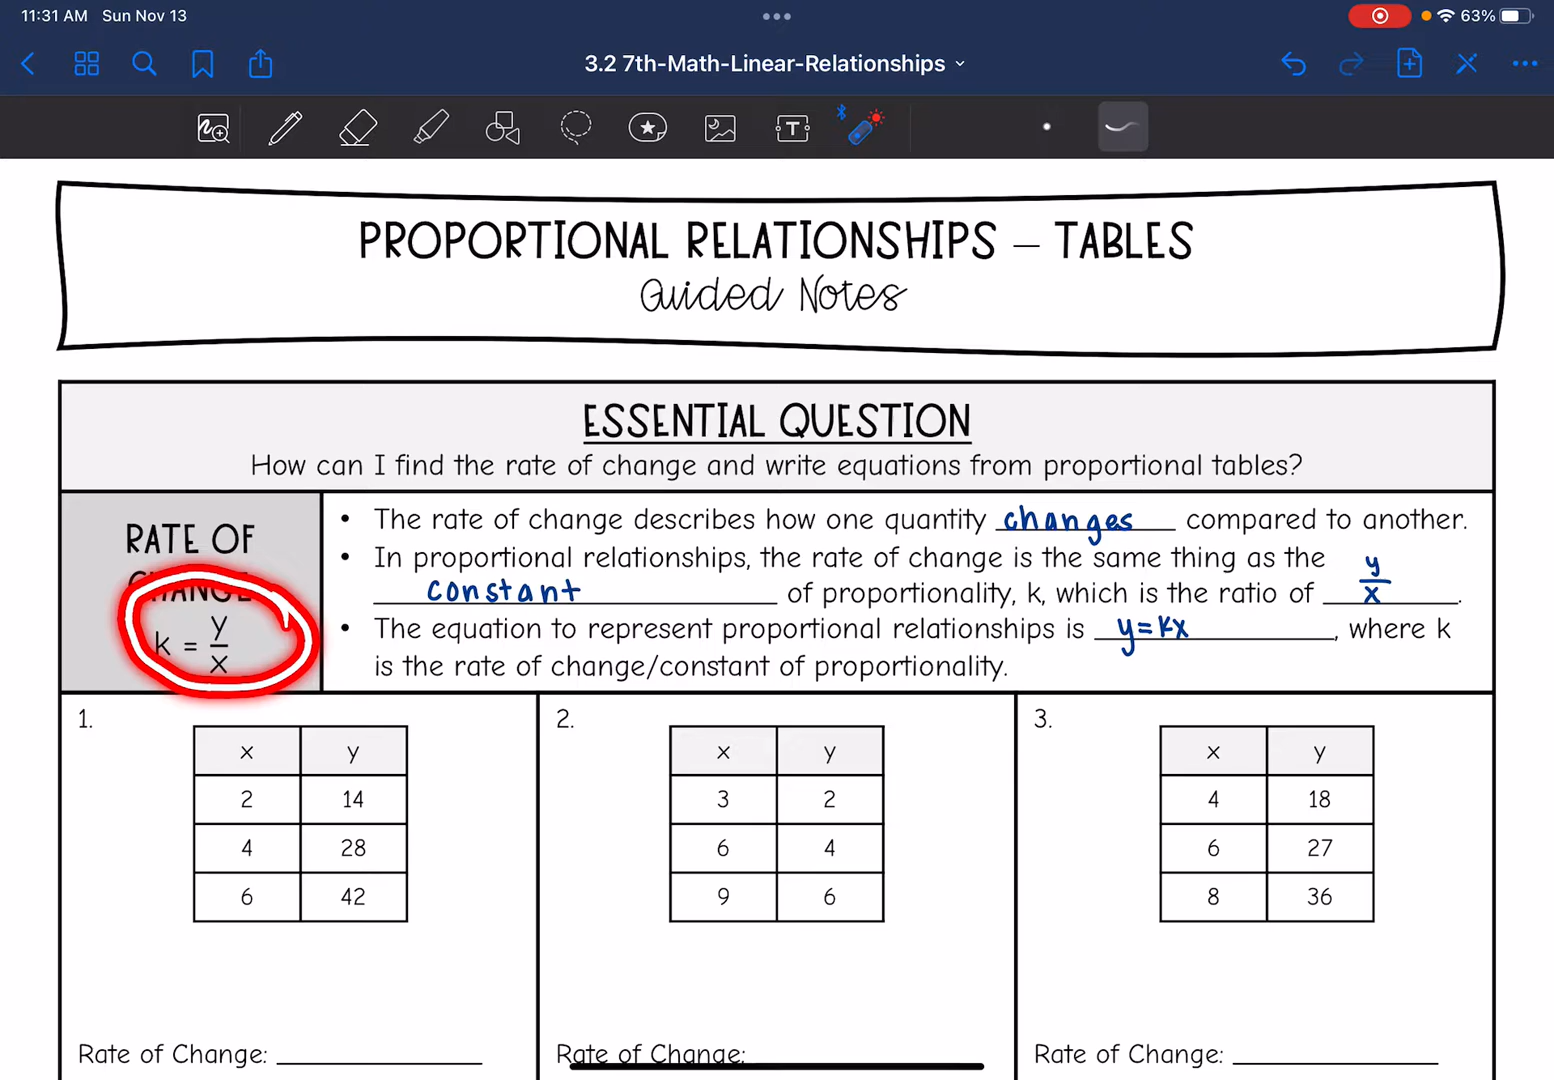 11:31 AM Sun Nov 13
63%
3.2 7th-Math-Linear-Relationships
T
PROPORTIONAL RELATIONSHIPS – TABLES
Guided Notes
ESSENTIAL QUESTION
How can I find the rate of change and write equations from proportional tables?
RATE OF
CHANGE
k = y/x
• The rate of change describes how one quantity changes compared to another.
• In proportional relationships, the rate of change is the same thing as the
constant of proportionality, k, which is the ratio of y/x.
• The equation to represent proportional relationships is y=kx, where k
is the rate of change/constant of proportionality.
1.
x y
2 14
4 28
6 42
Rate of Change:
2.
x y
3 2
6 4
9 6
Rate of Change:
3.
x y
4 18
6 27
8 36
Rate of Change: